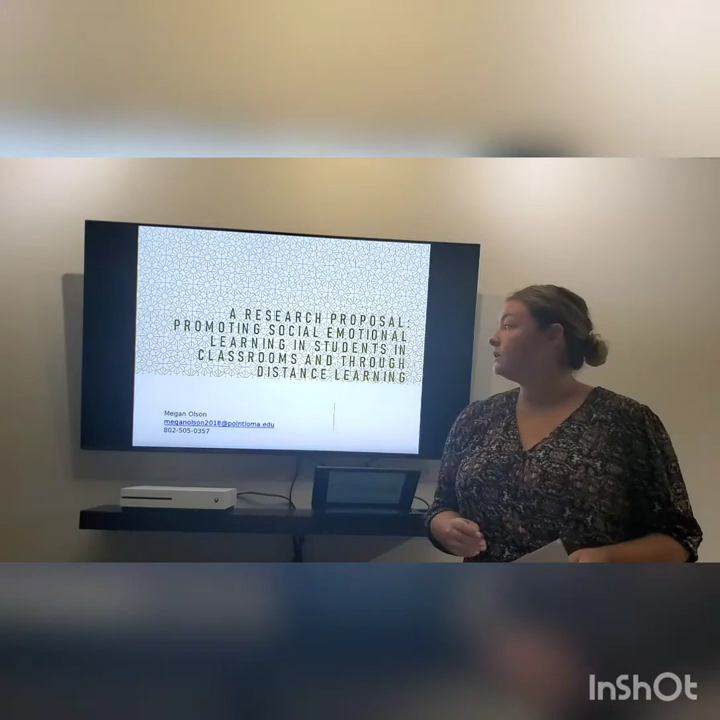 A RESEARCH PROPOSAL:
PROMOTING SOCIAL EMOTIONAL
LEARNING IN STUDENTS IN
CLASSROOMS AND THROUGH
DISTANCE LEARNING
Megan Olson
meganolson2018@pointloma.edu
802-505-0357
InShOt